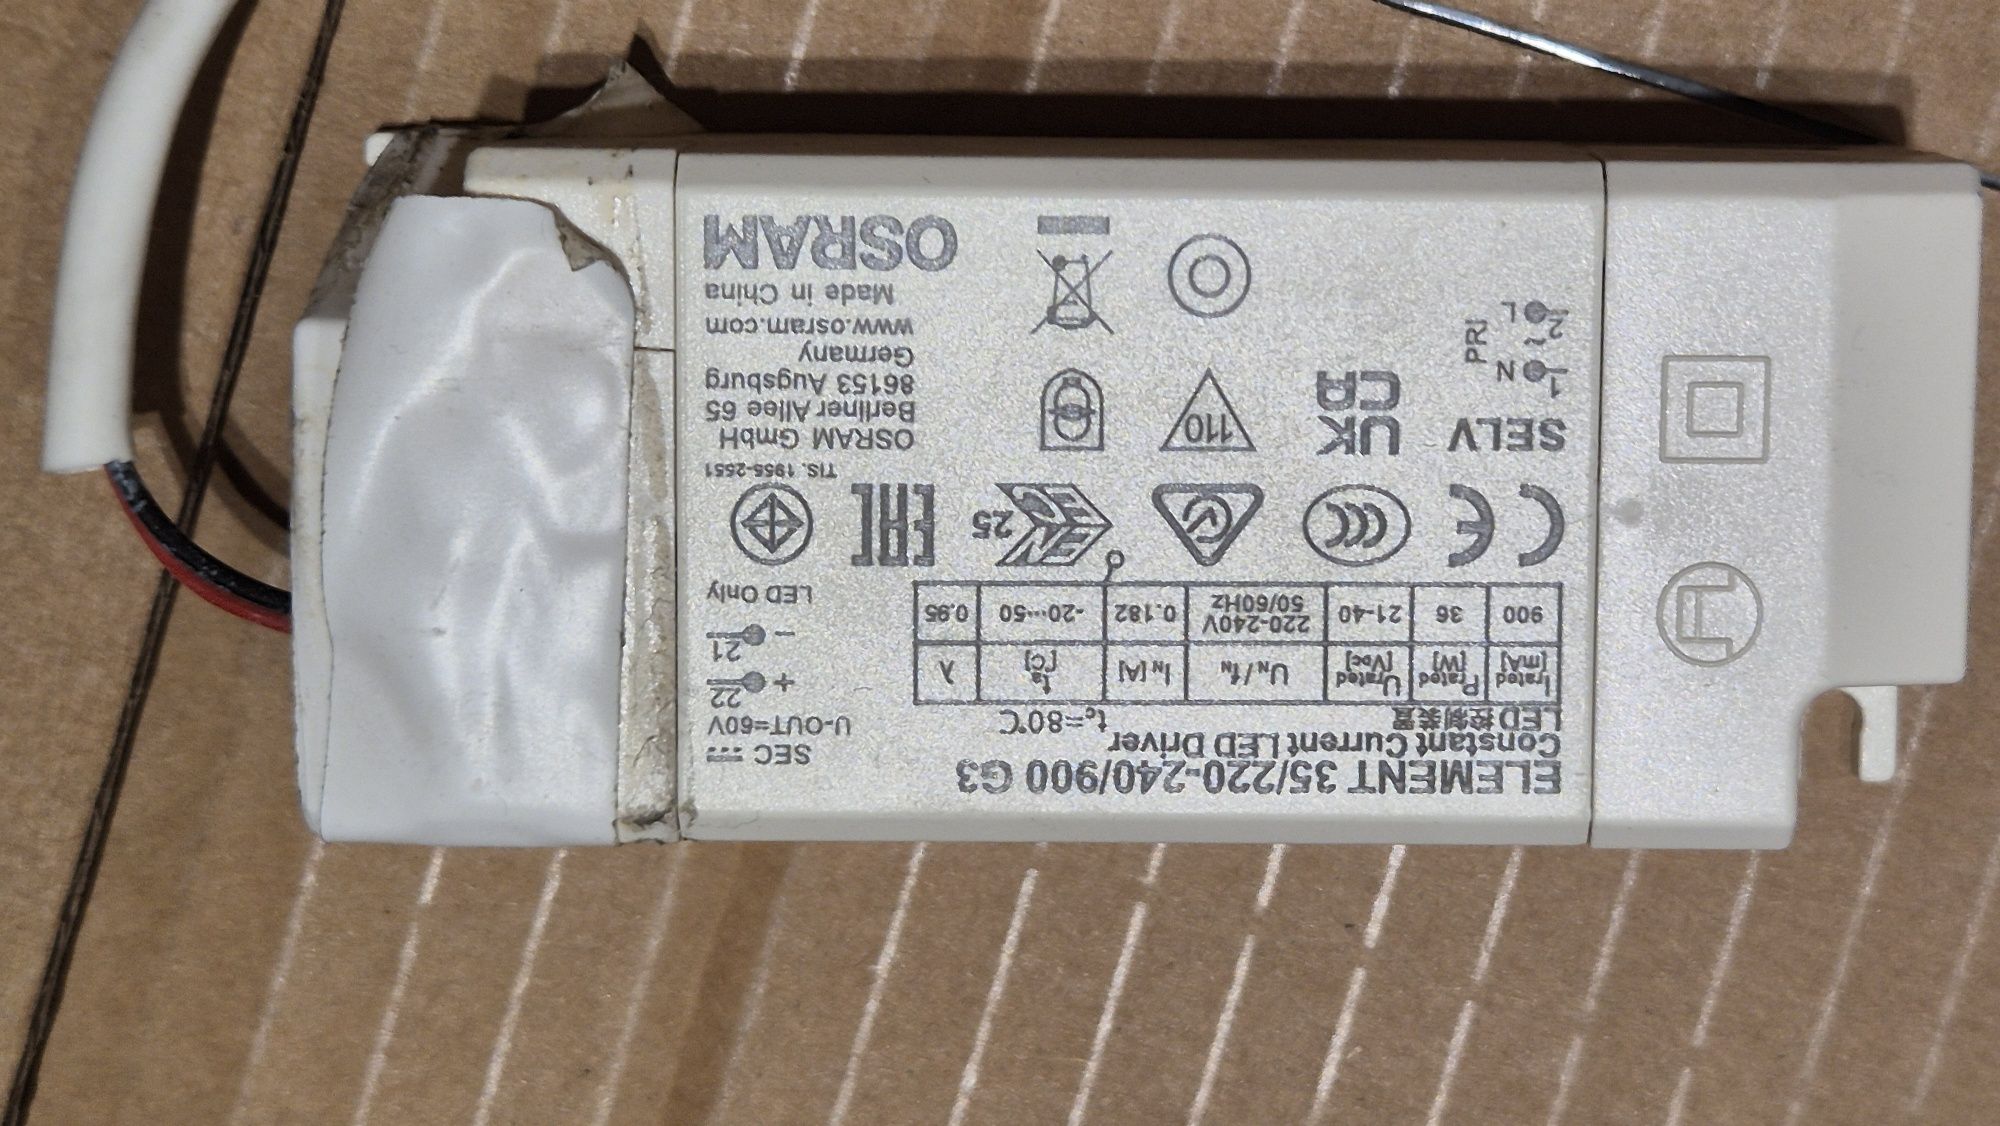 ELEMENT 35/220-240/900 G3
Constant Current LED Driver
LED 控制装置
tc=80℃
Irated [mA] Prated [W] Urated [VDC] UN / fN IN [A] ta [℃] λ
900 36 21-40 220-240V 50/60Hz 0.182 -20...50 0.95
SEC
U-OUT=60V
+ 22
- 21
LED Only
CE
CCC
25
EAC
TIS. 1955-2551
SELV
1 N
~
2 L
PRI
UK
CA
110
OSRAM GmbH
Berliner Allee 65
86153 Augsburg
Germany
www.osram.com
Made in China
OSRAM